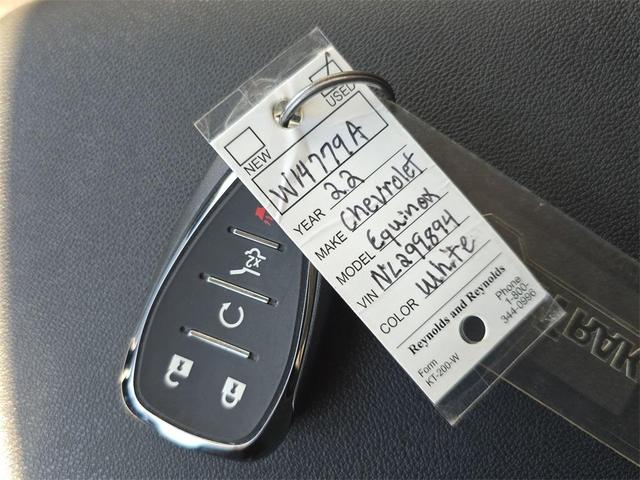 NEW
USED
W14779A
YEAR 22
MAKE Chevrolet
MODEL Equinox
VIN NL299894
COLOR White
Reynolds and Reynolds
Form
KT-200-W
Phone
1-800-
344-0996
X2